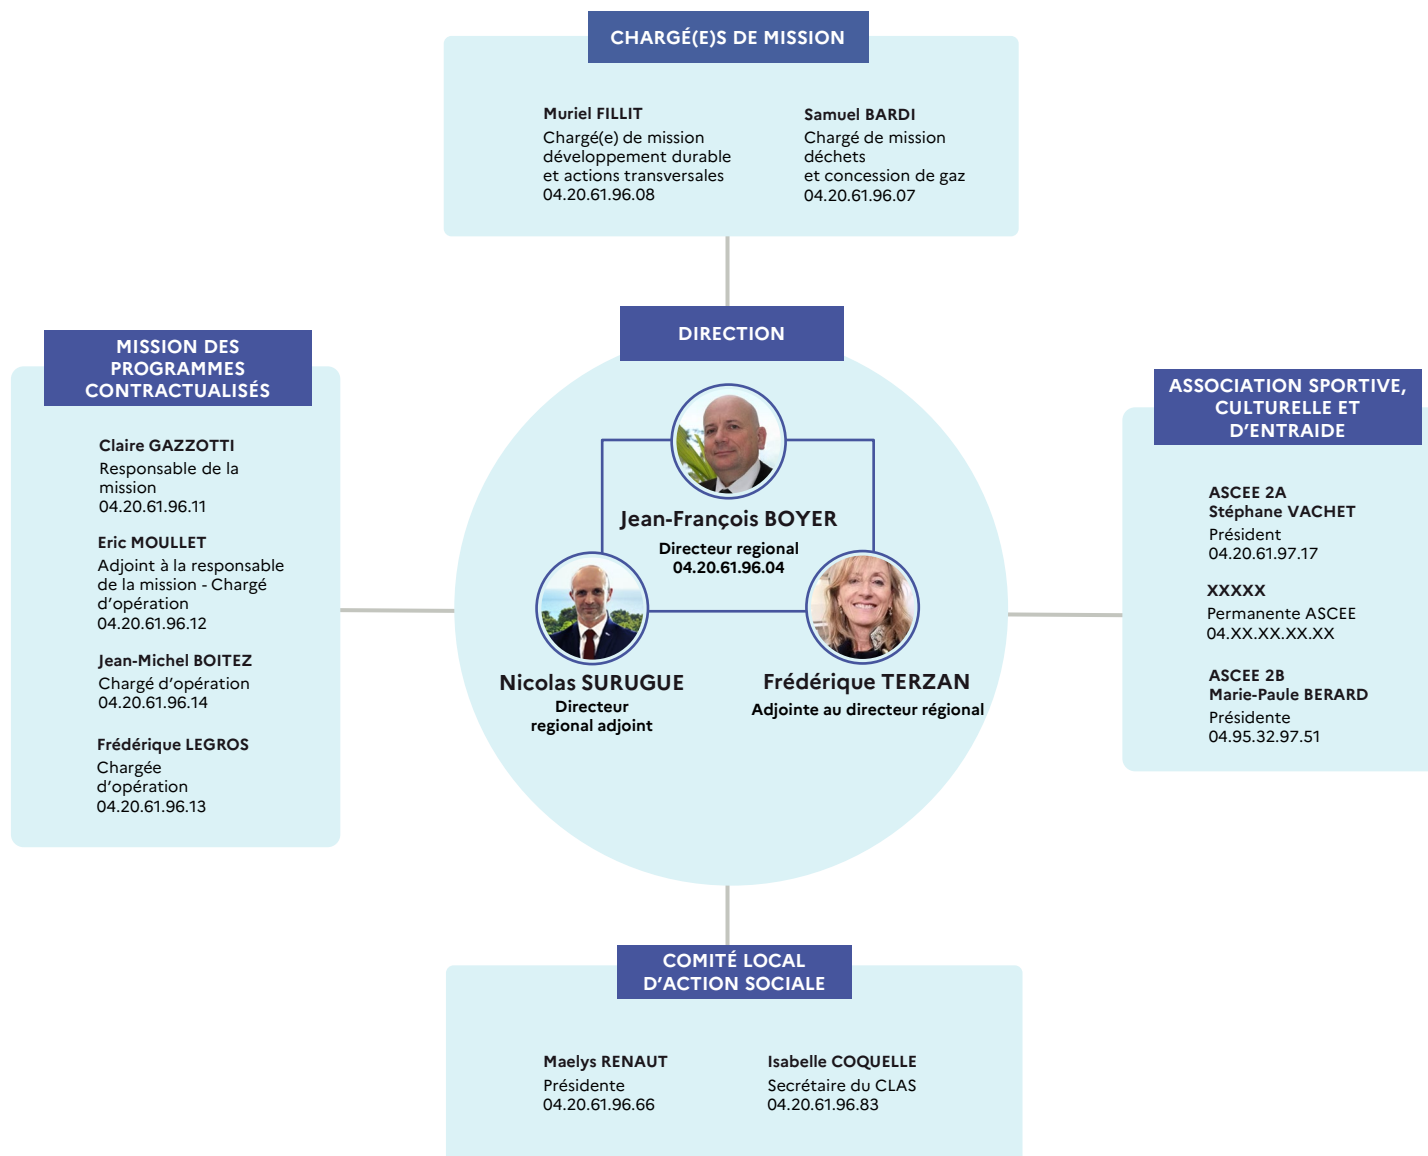 CHARGÉ(E)S DE MISSION
Muriel FILLIT
Chargé(e) de mission
développement durable
et actions transversales
04.20.61.96.08
Samuel BARDI
Chargé de mission
déchets
et concession de gaz
04.20.61.96.07
DIRECTION
Jean-François BOYER
Directeur regional
04.20.61.96.04
Nicolas SURUGUE
Directeur
regional adjoint
Frédérique TERZAN
Adjointe au directeur régional
MISSION DES
PROGRAMMES
CONTRACTUALISÉS
Claire GAZZOTTI
Responsable de la
mission
04.20.61.96.11
Eric MOULLET
Adjoint à la responsable
de la mission - Chargé
d'opération
04.20.61.96.12
Jean-Michel BOITEZ
Chargé d'opération
04.20.61.96.14
Frédérique LEGROS
Chargée
d'opération
04.20.61.96.13
ASSOCIATION SPORTIVE,
CULTURELLE ET
D'ENTRAIDE
ASCEE 2A
Stéphane VACHET
Président
04.20.61.97.17
XXXXX
Permanente ASCEE
04.XX.XX.XX.XX
ASCEE 2B
Marie-Paule BERARD
Présidente
04.95.32.97.51
COMITÉ LOCAL
D'ACTION SOCIALE
Maelys RENAUT
Présidente
04.20.61.96.66
Isabelle COQUELLE
Secrétaire du CLAS
04.20.61.96.83